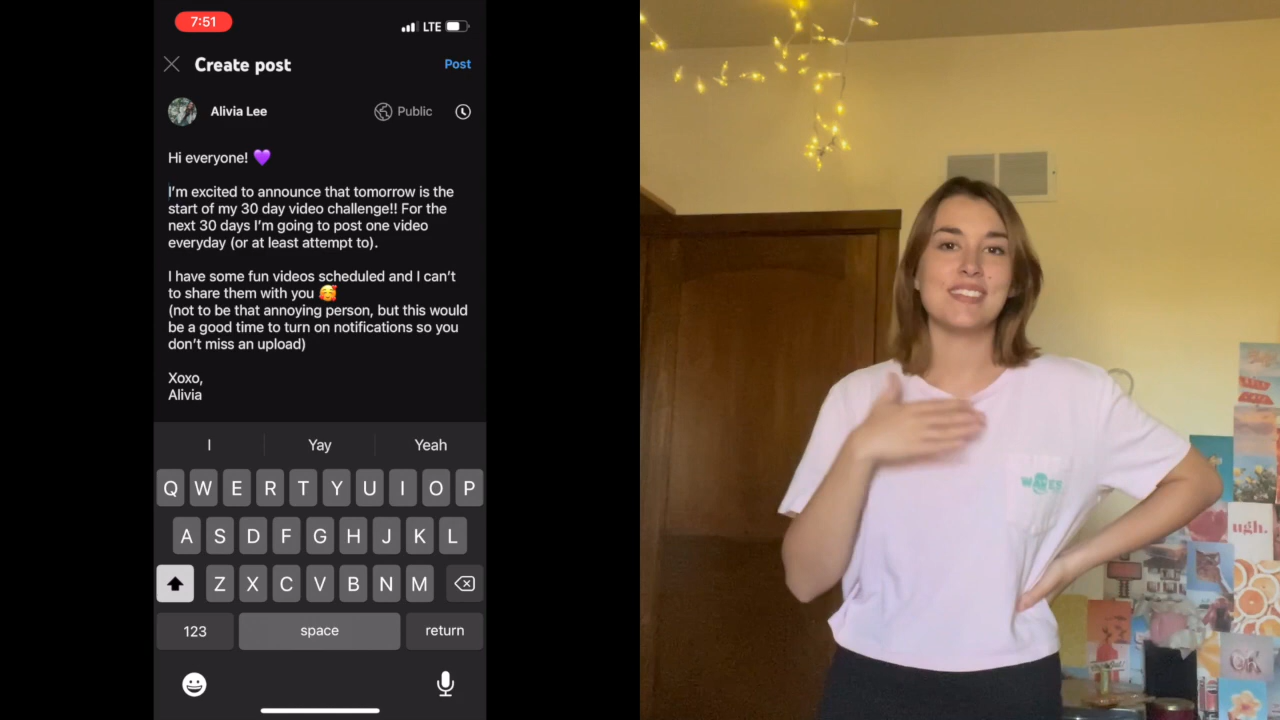 7:51
LTE
Create post
Post
Alivia Lee
Public
Hi everyone! 💜
I'm excited to announce that tomorrow is the
start of my 30 day video challenge!! For the
next 30 days I'm going to post one video
everyday (or at least attempt to).
I have some fun videos scheduled and I can't
to share them with you 🥰
(not to be that annoying person, but this would
be a good time to turn on notifications so you
don't miss an upload)
Xoxo,
Alivia
I Yay Yeah
Q W E R T Y U I O P
A S D F G H J K L
Z X C V B N M
123 space return
WAVES
ugh.
OK